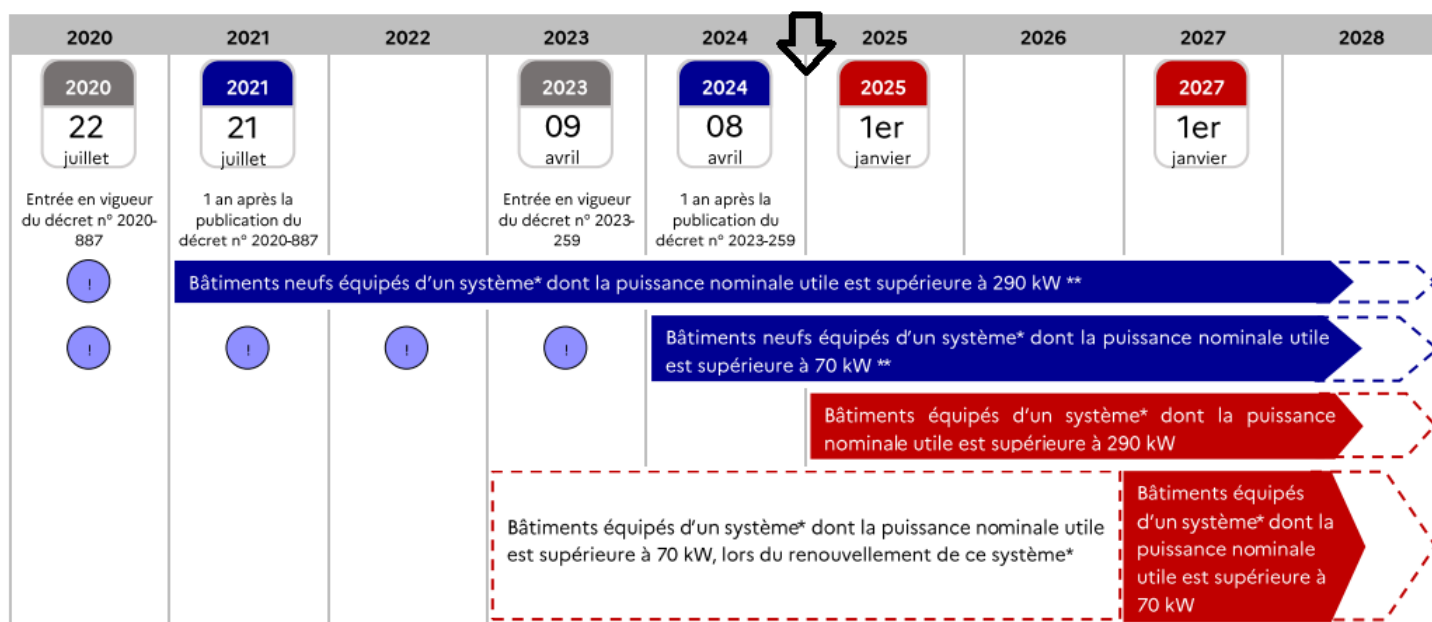 2020 2021 2022 2023 2024 2025 2026 2027 2028
2020
22
juillet
Entrée en vigueur
du décret n° 2020-
887
2021
21
juillet
1 an après la
publication du
décret n° 2020-887
2023
09
avril
Entrée en vigueur
du décret n° 2023-
259
2024
08
avril
1 an après la
publication du
décret n° 2023-259
2025
1er
janvier
2027
1er
janvier
!
Bâtiments neufs équipés d'un système* dont la puissance nominale utile est supérieure à 290 kW **
! ! ! !
Bâtiments neufs équipés d'un système* dont la puissance nominale utile
est supérieure à 70 kW **
Bâtiments équipés d'un système* dont la puissance
nominale utile est supérieure à 290 kW
Bâtiments équipés d'un système* dont la puissance nominale utile
est supérieure à 70 kW, lors du renouvellement de ce système*
Bâtiments équipés
d'un système* dont la
puissance nominale
utile est supérieure à
70 kW